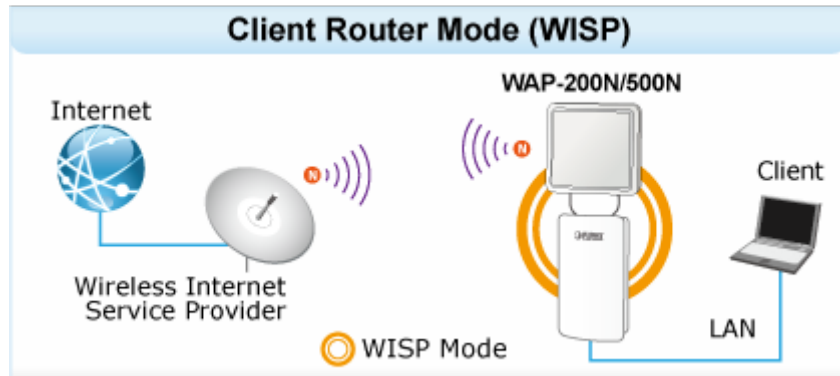 Client Router Mode (WISP)
WAP-200N/500N
Internet
N
N
Client
Wireless Internet
Service Provider
LAN
WISP Mode